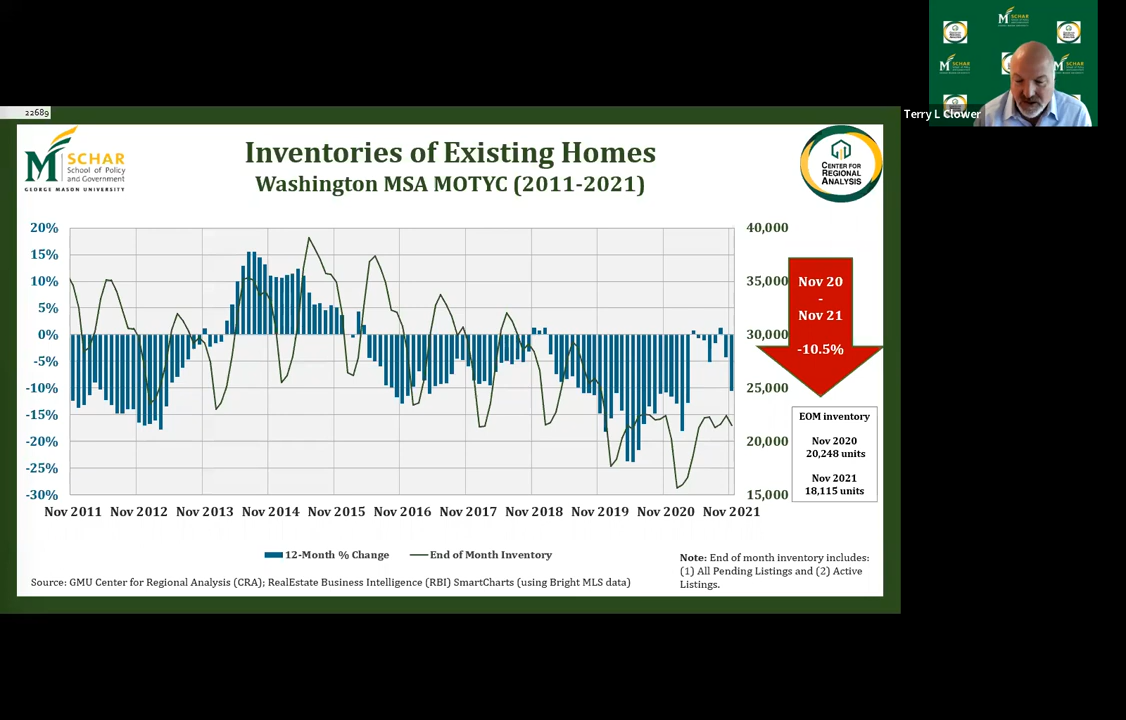 Terry L Clower
22689
M SCHAR
School of Policy
and Government
GEORGE MASON UNIVERSITY
Inventories of Existing Homes
Washington MSA MOTYC (2011-2021)
CENTER FOR
REGIONAL
ANALYSIS
20%
15%
10%
5%
0%
-5%
-10%
-15%
-20%
-25%
-30%
40,000
35,000
30,000
25,000
20,000
15,000
Nov 2011 Nov 2012 Nov 2013 Nov 2014 Nov 2015 Nov 2016 Nov 2017 Nov 2018 Nov 2019 Nov 2020 Nov 2021
Nov 20
-
Nov 21
-10.5%
EOM inventory
Nov 2020
20,248 units
Nov 2021
18,115 units
12-Month % Change End of Month Inventory
Note: End of month inventory includes:
(1) All Pending Listings and (2) Active
Listings.
Source: GMU Center for Regional Analysis (CRA); RealEstate Business Intelligence (RBI) SmartCharts (using Bright MLS data)